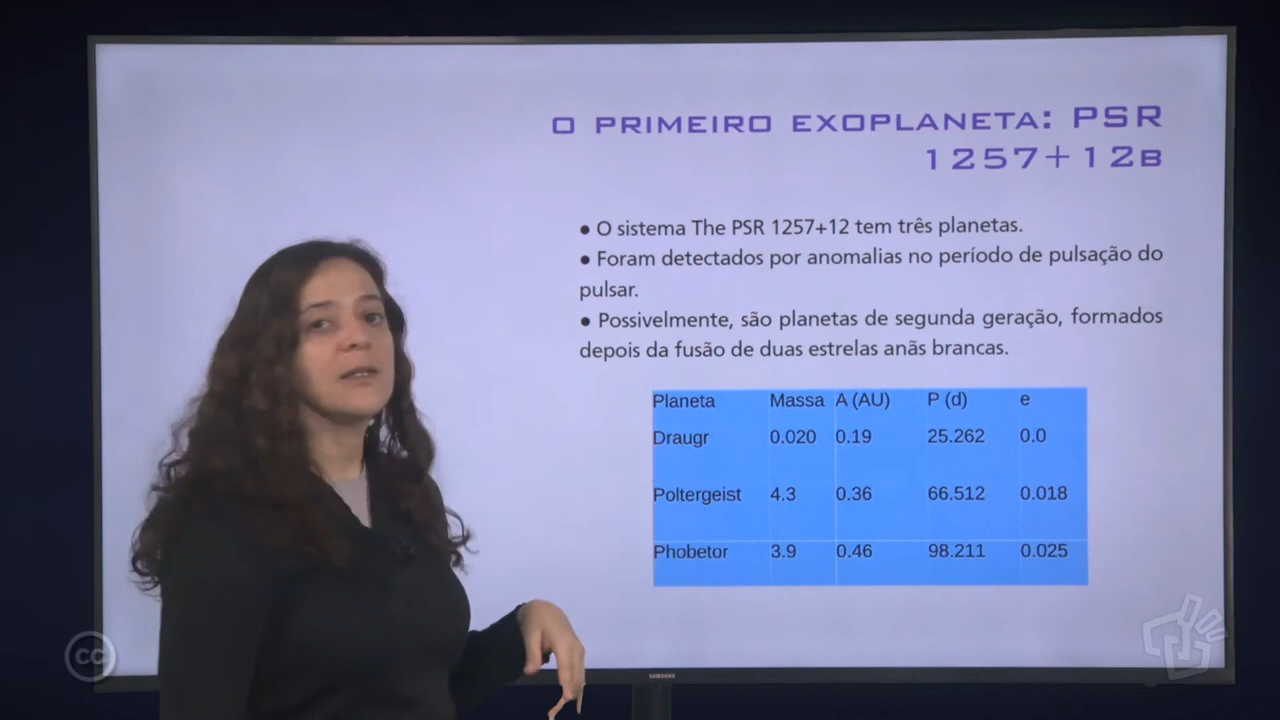 O PRIMEIRO EXOPLANETA: PSR
1257+12B
● O sistema The PSR 1257+12 tem três planetas.
● Foram detectados por anomalias no período de pulsação do
pulsar.
● Possivelmente, são planetas de segunda geração, formados
depois da fusão de duas estrelas anãs brancas.
Planeta Massa A (AU) P (d) e
Draugr 0.020 0.19 25.262 0.0
Poltergeist 4.3 0.36 66.512 0.018
Phobetor 3.9 0.46 98.211 0.025
cc
SAMSUNG